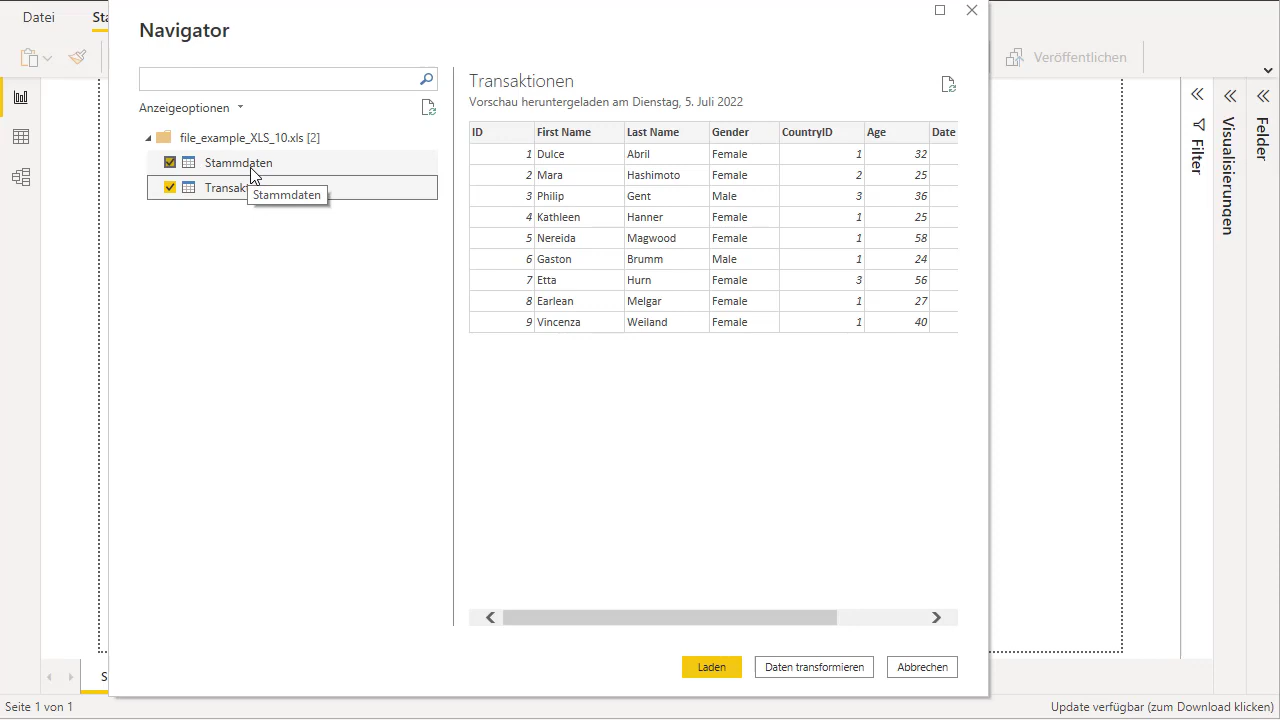 Datei
Sta
Navigator
Veröffentlichen
Anzeigeoptionen
file_example_XLS_10.xls [2]
Stammdaten
Transakt
Stammdaten
Transaktionen
Vorschau heruntergeladen am Dienstag, 5. Juli 2022
ID First Name Last Name Gender CountryID Age Date
1 Dulce Abril Female 1 32
2 Mara Hashimoto Female 2 25
3 Philip Gent Male 3 36
4 Kathleen Hanner Female 1 25
5 Nereida Magwood Female 1 58
6 Gaston Brumm Male 1 24
7 Etta Hurn Female 3 56
8 Earlean Melgar Female 1 27
9 Vincenza Weiland Female 1 40
Filter
Visualisierungen
Felder
Laden
Daten transformieren
Abbrechen
S
Seite 1 von 1
Update verfügbar (zum Download klicken)